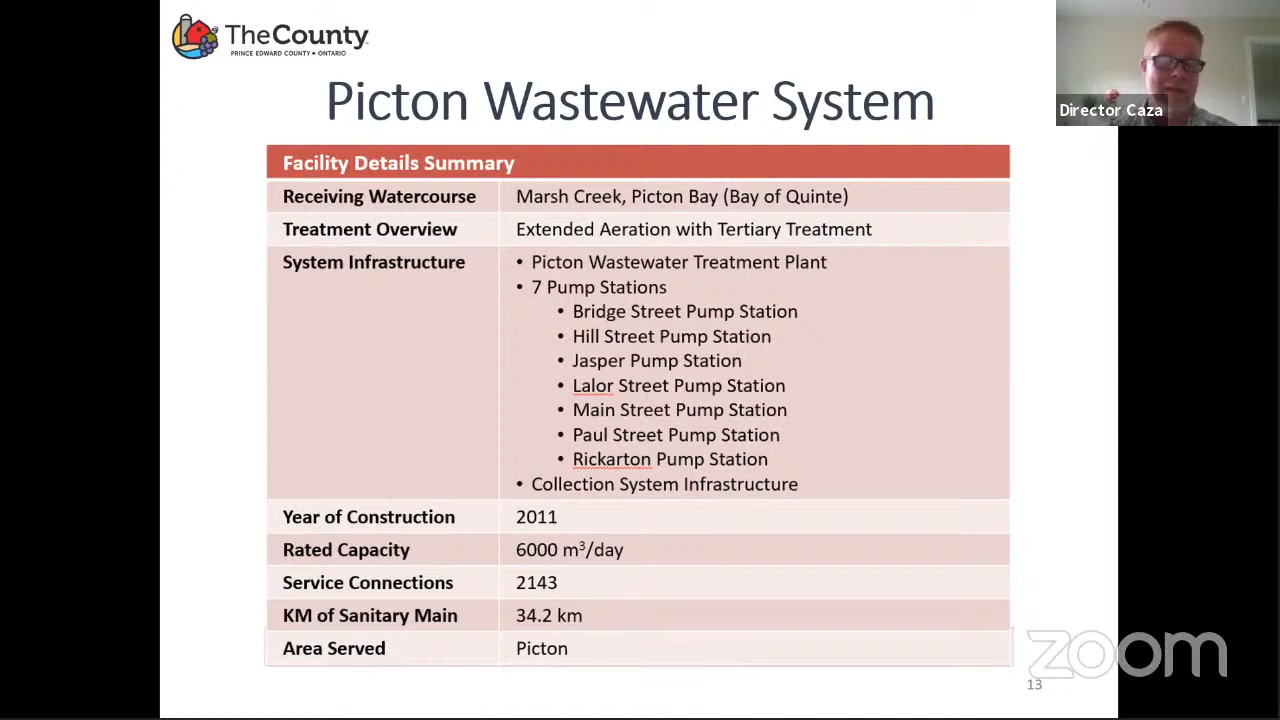 TheCounty
PRINCE EDWARD COUNTY • ONTARIO
Director Caza
Picton Wastewater System
Facility Details Summary
Receiving Watercourse Marsh Creek, Picton Bay (Bay of Quinte)
Treatment Overview Extended Aeration with Tertiary Treatment
System Infrastructure • Picton Wastewater Treatment Plant
• 7 Pump Stations
• Bridge Street Pump Station
• Hill Street Pump Station
• Jasper Pump Station
• Lalor Street Pump Station
• Main Street Pump Station
• Paul Street Pump Station
• Rickarton Pump Station
• Collection System Infrastructure
Year of Construction 2011
Rated Capacity 6000 m³/day
Service Connections 2143
KM of Sanitary Main 34.2 km
Area Served Picton
zoom
13